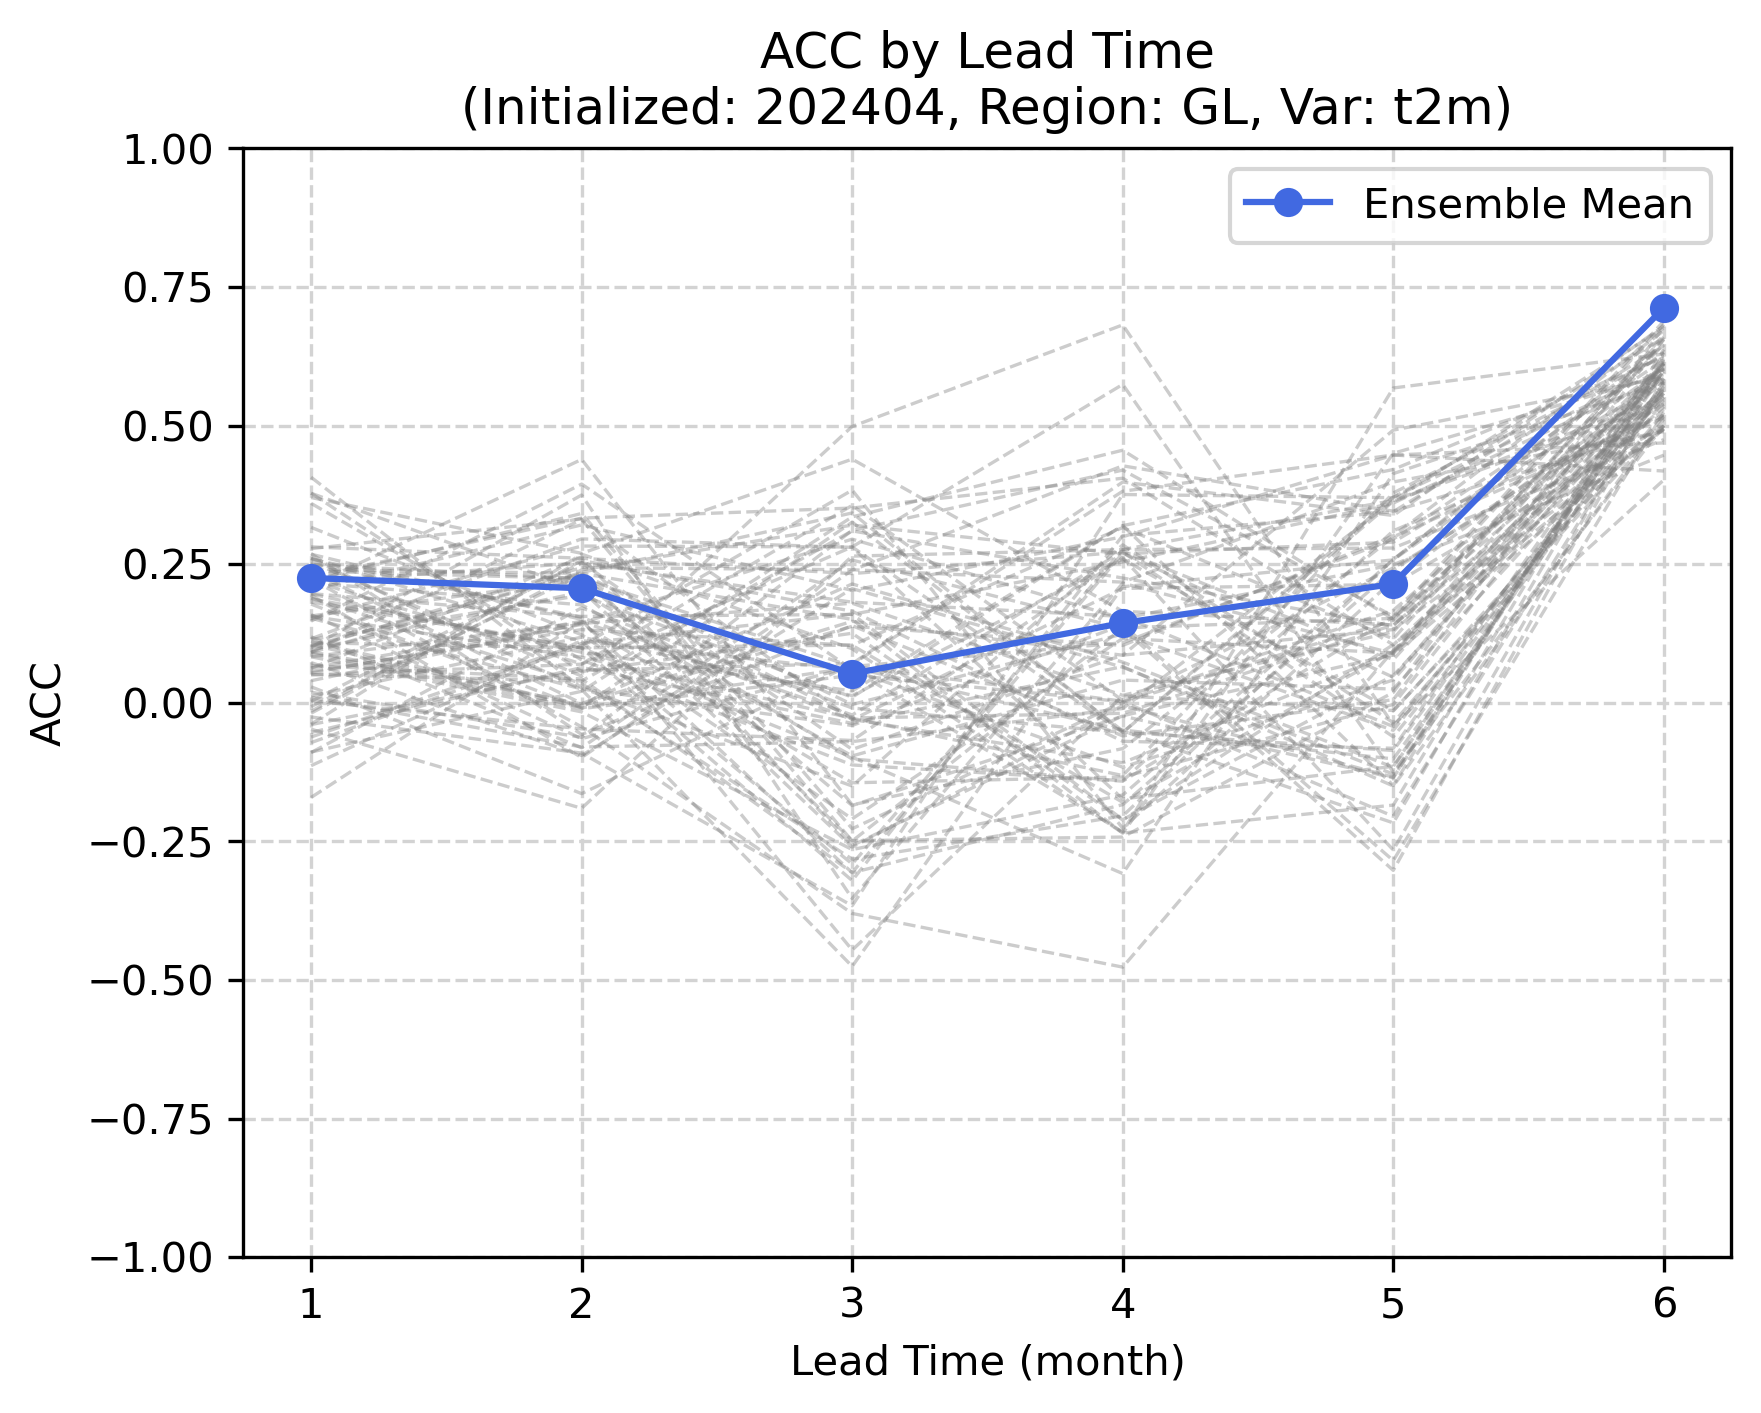 ACC by Lead Time
(Initialized: 202404, Region: GL, Var: t2m)
Ensemble Mean
1.00
0.75
0.50
0.25
0.00
−0.25
−0.50
−0.75
−1.00
ACC
1 2 3 4 5 6
Lead Time (month)